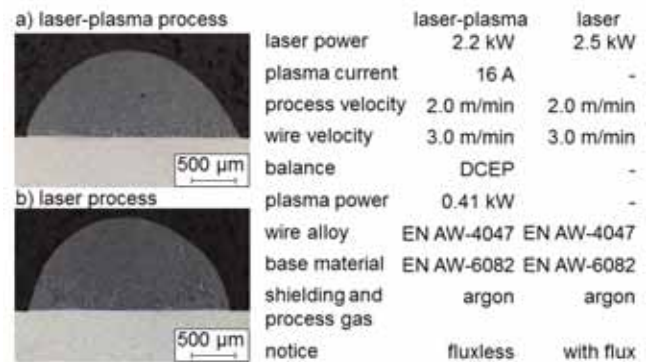 a) laser-plasma process
500 µm
b) laser process
500 µm
laser-plasma laser
laser power 2.2 kW 2.5 kW
plasma current 16 A -
process velocity 2.0 m/min 2.0 m/min
wire velocity 3.0 m/min 3.0 m/min
balance DCEP -
plasma power 0.41 kW -
wire alloy EN AW-4047 EN AW-4047
base material EN AW-6082 EN AW-6082
shielding and argon argon
process gas
notice fluxless with flux